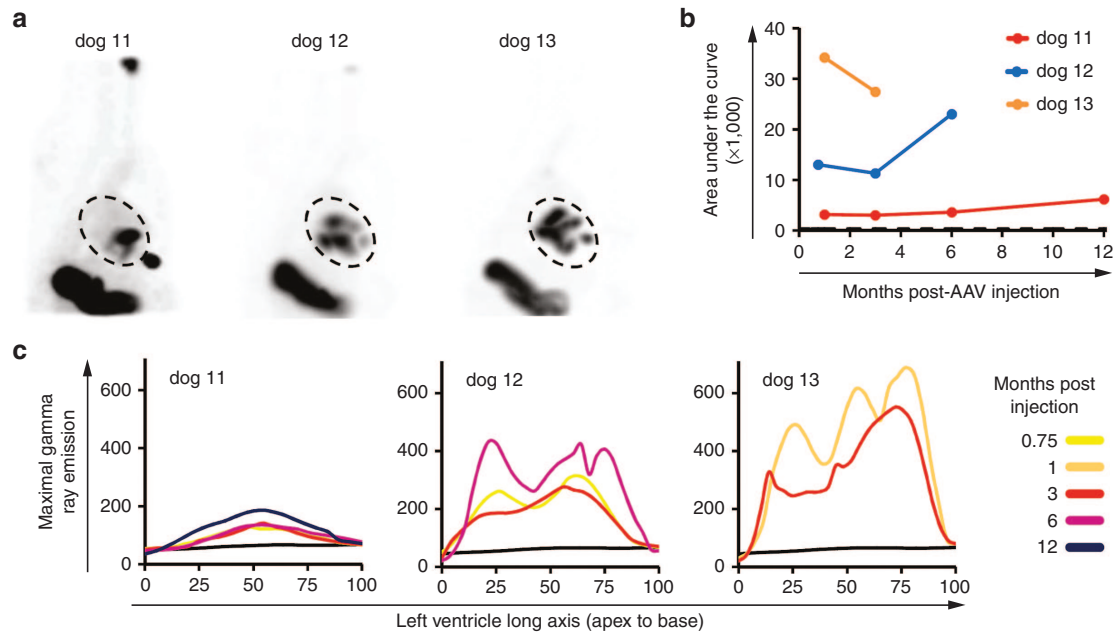 a
dog 11
dog 12
dog 13
b
Area under the curve
(×1,000)
40
30
20
10
0
0
2
4
6
8
10
12
dog 11
dog 12
dog 13
Months post-AAV injection
c
Maximal gamma
ray emission
dog 11
600
400
200
0
0
25
50
75
100
dog 12
600
400
200
0
0
25
50
75
100
dog 13
600
400
200
0
0
25
50
75
100
Left ventricle long axis (apex to base)
Months post
injection
0.75
1
3
6
12